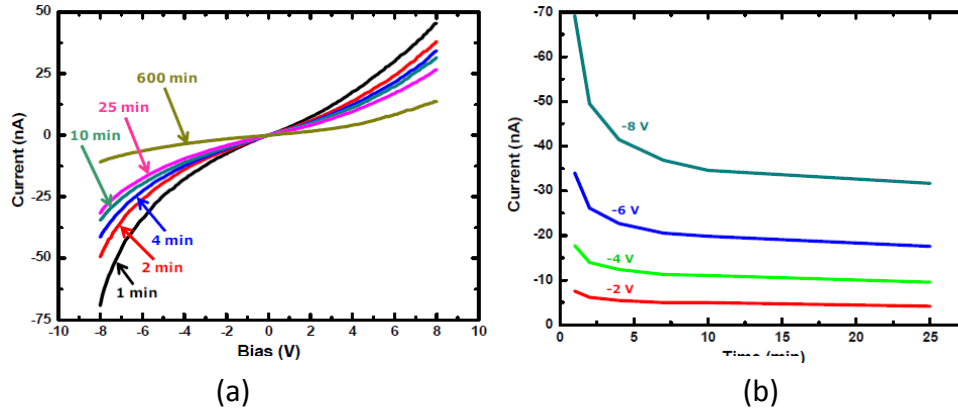 50
25
0
-25
-50
-75
-10 -8 -6 -4 -2 0 2 4 6 8 10
Current (nA)
Bias (V)
600 min
25 min
10 min
4 min
2 min
1 min
(a)
-70
-60
-50
-40
-30
-20
-10
0
0 5 10 15 20 25
Current (nA)
Time (min)
-8 V
-6 V
-4 V
-2 V
(b)